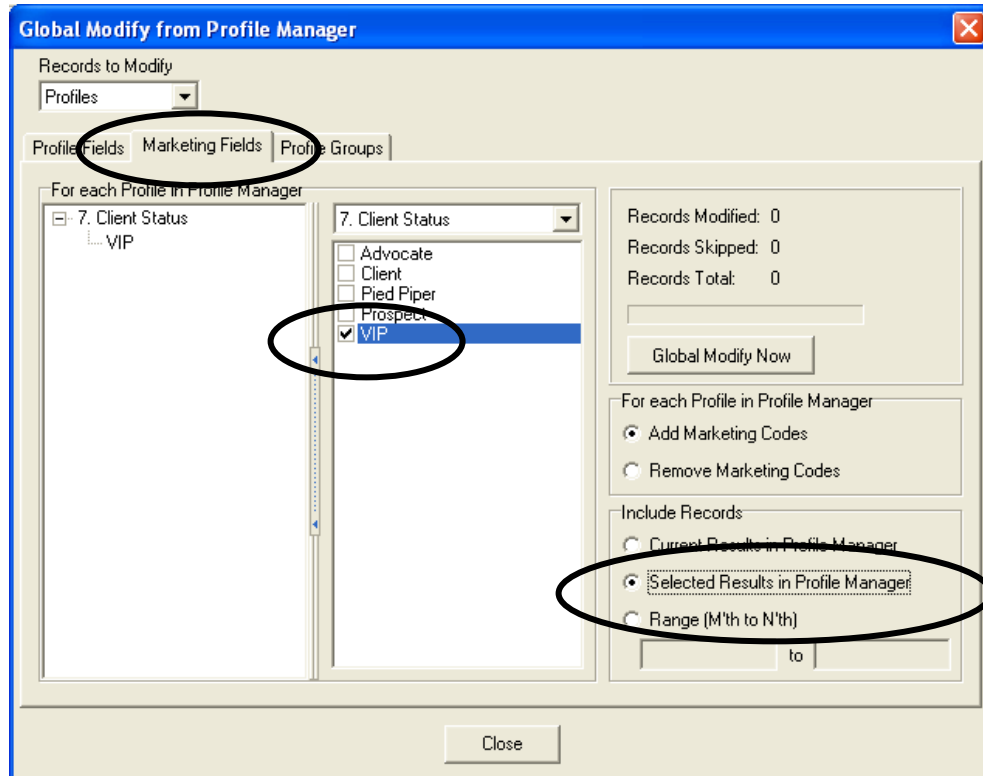 Global Modify from Profile Manager
Records to Modify
Profiles
Profile Fields
Marketing Fields
Profile Groups
For each Profile in Profile Manager
7. Client Status
VIP
7. Client Status
Advocate
Client
Pied Piper
Prospect
VIP
Records Modified: 0
Records Skipped: 0
Records Total: 0
Global Modify Now
For each Profile in Profile Manager
Add Marketing Codes
Remove Marketing Codes
Include Records
Current Results in Profile Manager
Selected Results in Profile Manager
Range (M'th to N'th)
to
Close